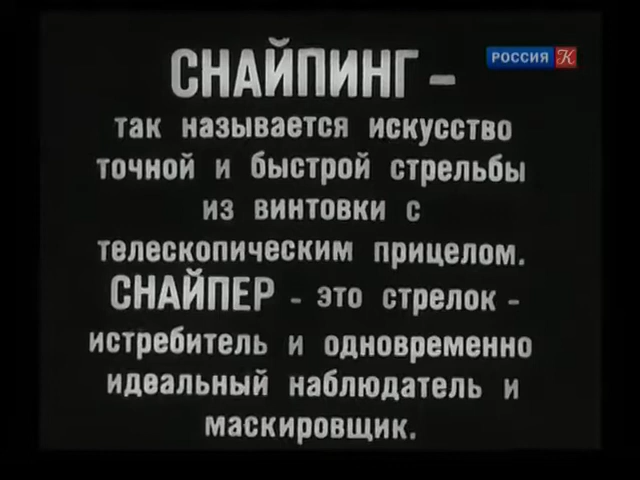 СНАЙПИНГ –
РОССИЯ К
так называется искусство
точной и быстрой стрельбы
из винтовки с
телескопическим прицелом.
СНАЙПЕР - это стрелок -
истребитель и одновременно
идеальный наблюдатель и
маскировщик.